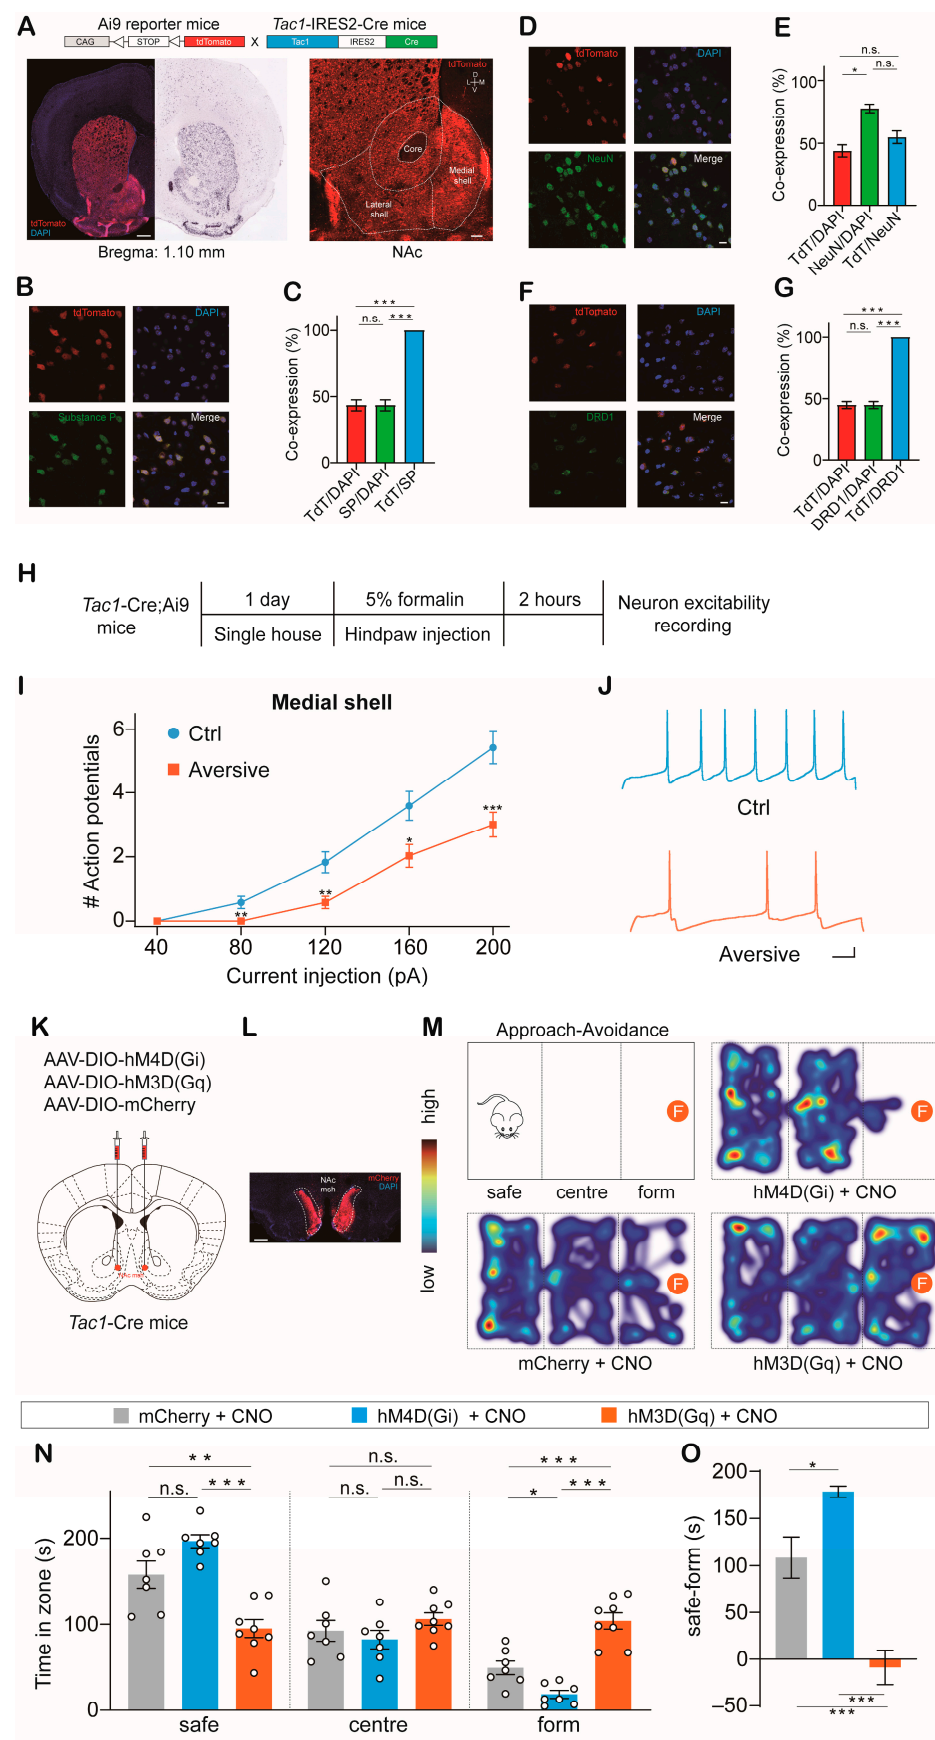 A
Ai9 reporter mice
Tac1-IRES2-Cre mice
CAG
STOP
tdTomato
X
Tac1
IRES2
Cre
tdTomato
DAPI
Bregma: 1.10 mm
tdTomato
D
L
M
V
Core
Medial
shell
Lateral
shell
NAc
B
tdTomato
DAPI
Substance P
Merge
C
Co-expression (%)
***
n.s.
***
100
50
0
TdT/DAPI
SP/DAPI
TdT/SP
D
tdTomato
DAPI
NeuN
Merge
E
Co-expression (%)
n.s.
*
n.s.
100
50
0
TdT/DAPI
NeuN/DAPI
TdT/NeuN
F
tdTomato
DAPI
DRD1
Merge
G
Co-expression (%)
***
n.s.
***
100
50
0
TdT/DAPI
DRD1/DAPI
TdT/DRD1
H
Tac1-Cre;Ai9
mice
1 day
Single house
5% formalin
Hindpaw injection
2 hours
Neuron excitability
recording
I
Medial shell
# Action potentials
Ctrl
Aversive
6
4
2
0
**
**
*
***
40
80
120
160
200
Current injection (pA)
J
Ctrl
Aversive
K
AAV-DIO-hM4D(Gi)
AAV-DIO-hM3D(Gq)
AAV-DIO-mCherry
Tac1-Cre mice
L
NAc
msh
mCherry
DAPI
M
high
low
Approach-Avoidance
F
safe
centre
form
F
hM4D(Gi) + CNO
F
mCherry + CNO
F
hM3D(Gq) + CNO
mCherry + CNO
hM4D(Gi) + CNO
hM3D(Gq) + CNO
N
Time in zone (s)
**
n.s.
***
n.s.
n.s.
n.s.
***
*
***
200
100
0
safe
centre
form
O
safe-form (s)
*
200
150
100
50
0
–50
***
***